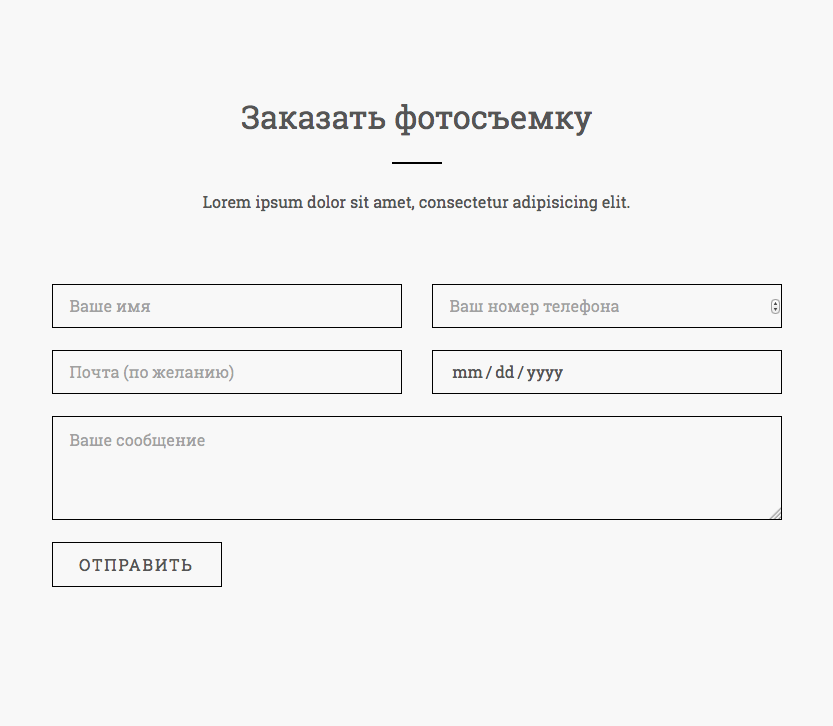 Заказать фотосъемку
Lorem ipsum dolor sit amet, consectetur adipisicing elit.
Ваше имя
Ваш номер телефона
Почта (по желанию)
mm / dd / yyyy
Ваше сообщение
ОТПРАВИТЬ